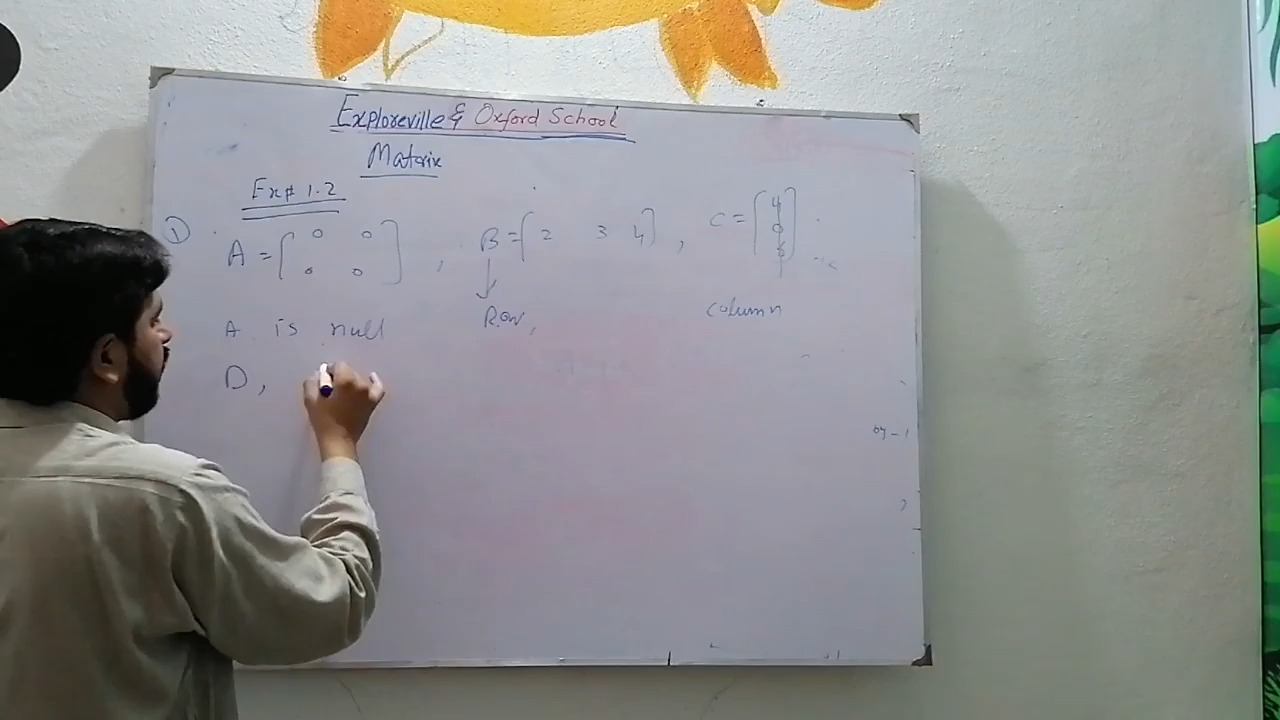 Exploreville & Oxford School
Matrix
Ex# 1.2
① A = [ 0 0 0 0 ] , B = [ 2 3 4 ] , C = [ 4 0 6 ]
A is null
Row,
column
D,